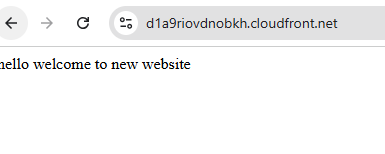 d1a9riovdnobkh.cloudfront.net
hello welcome to new website